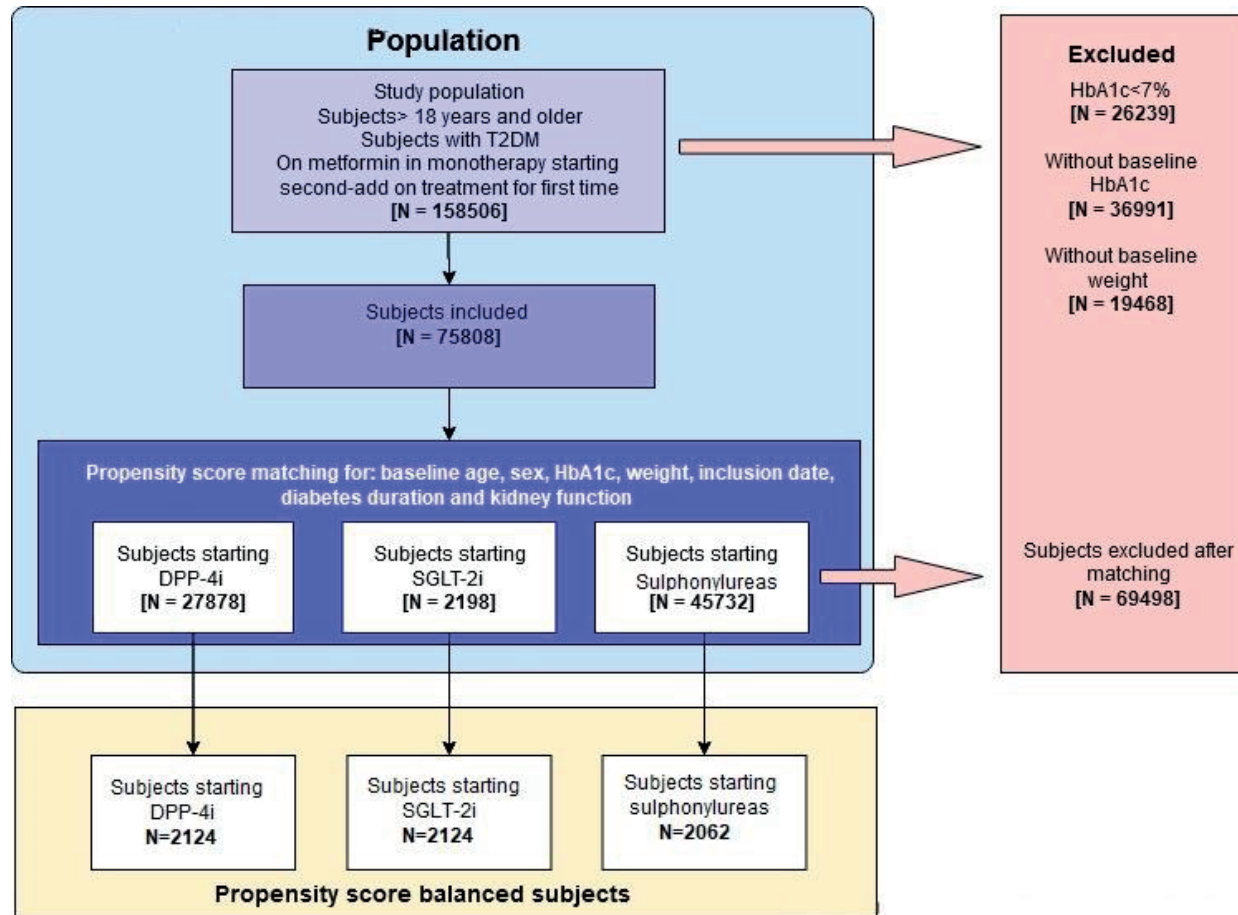 Population
Study population
Subjects> 18 years and older
Subjects with T2DM
On metformin in monotherapy starting
second-add on treatment for first time
[N = 158506]
Subjects included
[N = 75808]
Propensity score matching for: baseline age, sex, HbA1c, weight, inclusion date,
diabetes duration and kidney function
Subjects starting
DPP-4i
[N = 27878]
Subjects starting
SGLT-2i
[N = 2198]
Subjects starting
Sulphonylureas
[N = 45732]
Subjects starting
DPP-4i
N=2124
Subjects starting
SGLT-2i
N=2124
Subjects starting
sulphonylureas
N=2062
Propensity score balanced subjects
Excluded
HbA1c<7%
[N = 26239]
Without baseline
HbA1c
[N = 36991]
Without baseline
weight
[N = 19468]
Subjects excluded after
matching
[N = 69498]